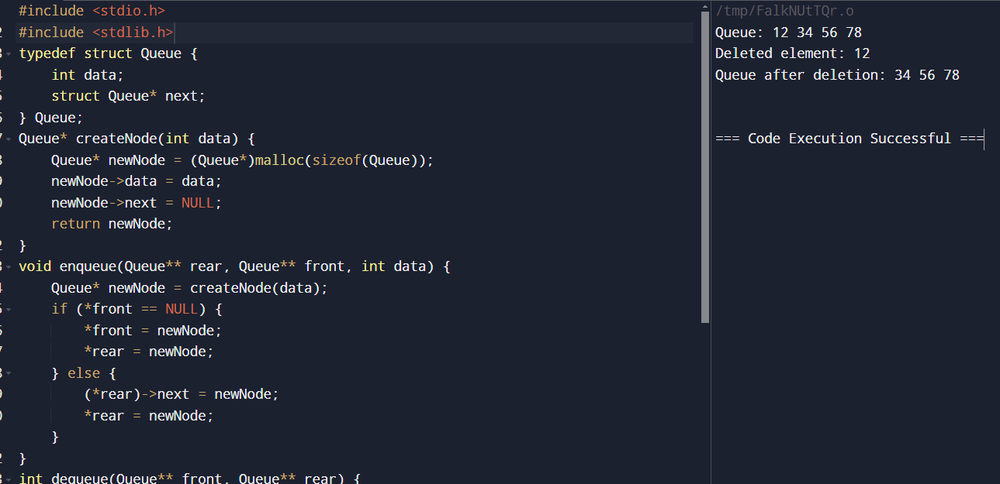 #include <stdio.h>
#include <stdlib.h>
typedef struct Queue {
    int data;
    struct Queue* next;
} Queue;
Queue* createNode(int data) {
    Queue* newNode = (Queue*)malloc(sizeof(Queue));
    newNode->data = data;
    newNode->next = NULL;
    return newNode;
}
void enqueue(Queue** rear, Queue** front, int data) {
    Queue* newNode = createNode(data);
    if (*front == NULL) {
        *front = newNode;
        *rear = newNode;
    } else {
        (*rear)->next = newNode;
        *rear = newNode;
    }
}
int dequeue(Queue** front, Queue** rear) {
/tmp/FalkNUtTQr.o
Queue: 12 34 56 78
Deleted element: 12
Queue after deletion: 34 56 78
=== Code Execution Successful ===